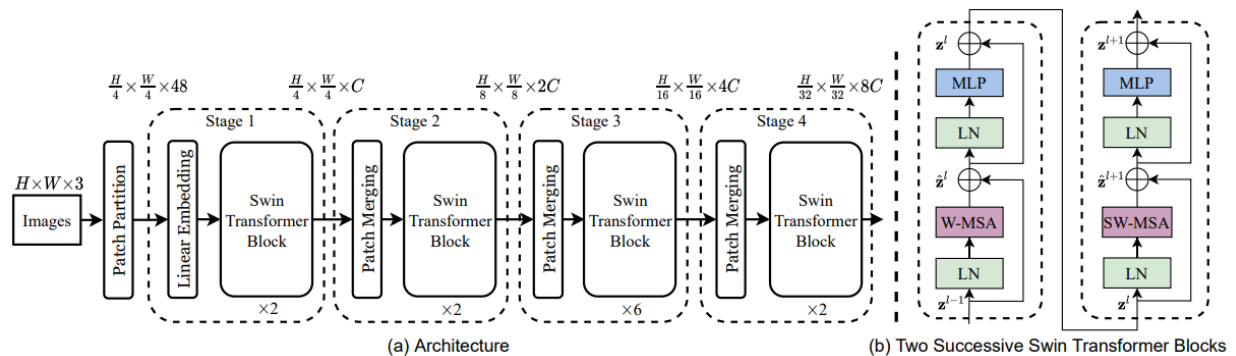 H×W×3
Images
Patch Partition
H/4 × W/4 × 48
Stage 1
Linear Embedding
Swin
Transformer
Block
×2
H/4 × W/4 × C
Stage 2
Patch Merging
Swin
Transformer
Block
×2
H/8 × W/8 × 2C
Stage 3
Patch Merging
Swin
Transformer
Block
×6
H/16 × W/16 × 4C
Stage 4
Patch Merging
Swin
Transformer
Block
×2
H/32 × W/32 × 8C
(a) Architecture
z^l
MLP
LN
ẑ^l
W-MSA
LN
z^{l-1}
z^{l+1}
MLP
LN
ẑ^{l+1}
SW-MSA
LN
z^l
(b) Two Successive Swin Transformer Blocks